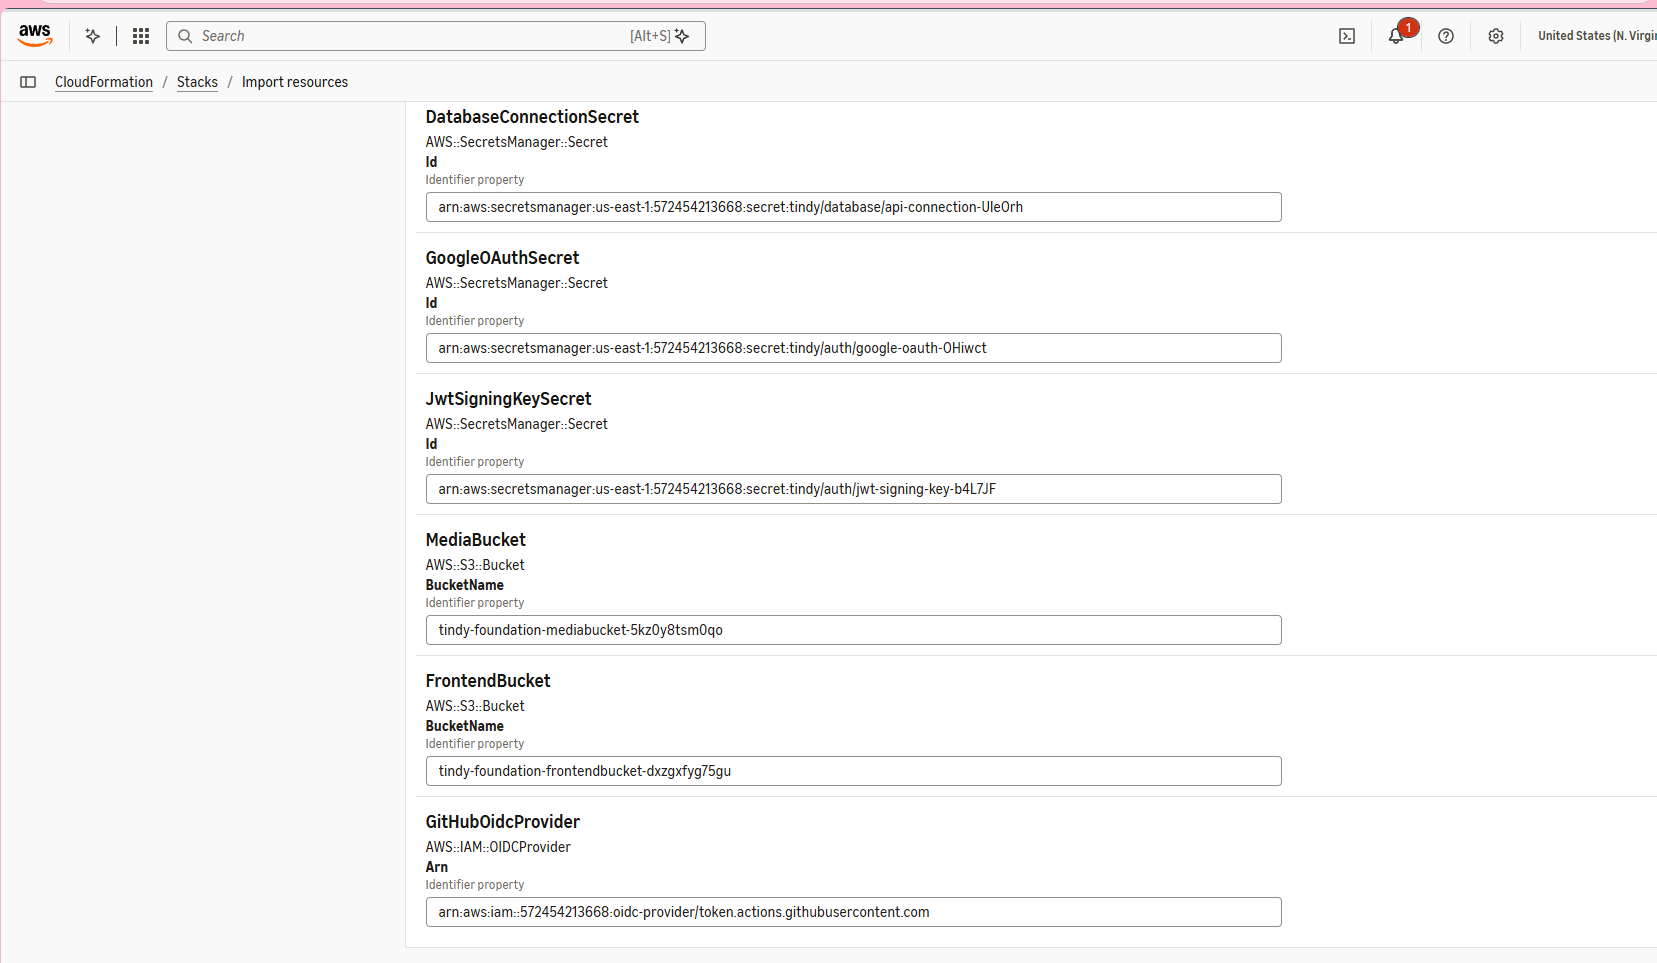 aws
Search [Alt+S]
1
United States (N. Virgi
CloudFormation / Stacks / Import resources
DatabaseConnectionSecret
AWS::SecretsManager::Secret
Id
Identifier property
arn:aws:secretsmanager:us-east-1:572454213668:secret:tindy/database/api-connection-UleOrh
GoogleOAuthSecret
AWS::SecretsManager::Secret
Id
Identifier property
arn:aws:secretsmanager:us-east-1:572454213668:secret:tindy/auth/google-oauth-OHiwct
JwtSigningKeySecret
AWS::SecretsManager::Secret
Id
Identifier property
arn:aws:secretsmanager:us-east-1:572454213668:secret:tindy/auth/jwt-signing-key-b4L7JF
MediaBucket
AWS::S3::Bucket
BucketName
Identifier property
tindy-foundation-mediabucket-5kz0y8tsm0qo
FrontendBucket
AWS::S3::Bucket
BucketName
Identifier property
tindy-foundation-frontendbucket-dxzgxfyg75gu
GitHubOidcProvider
AWS::IAM::OIDCProvider
Arn
Identifier property
arn:aws:iam::572454213668:oidc-provider/token.actions.githubusercontent.com